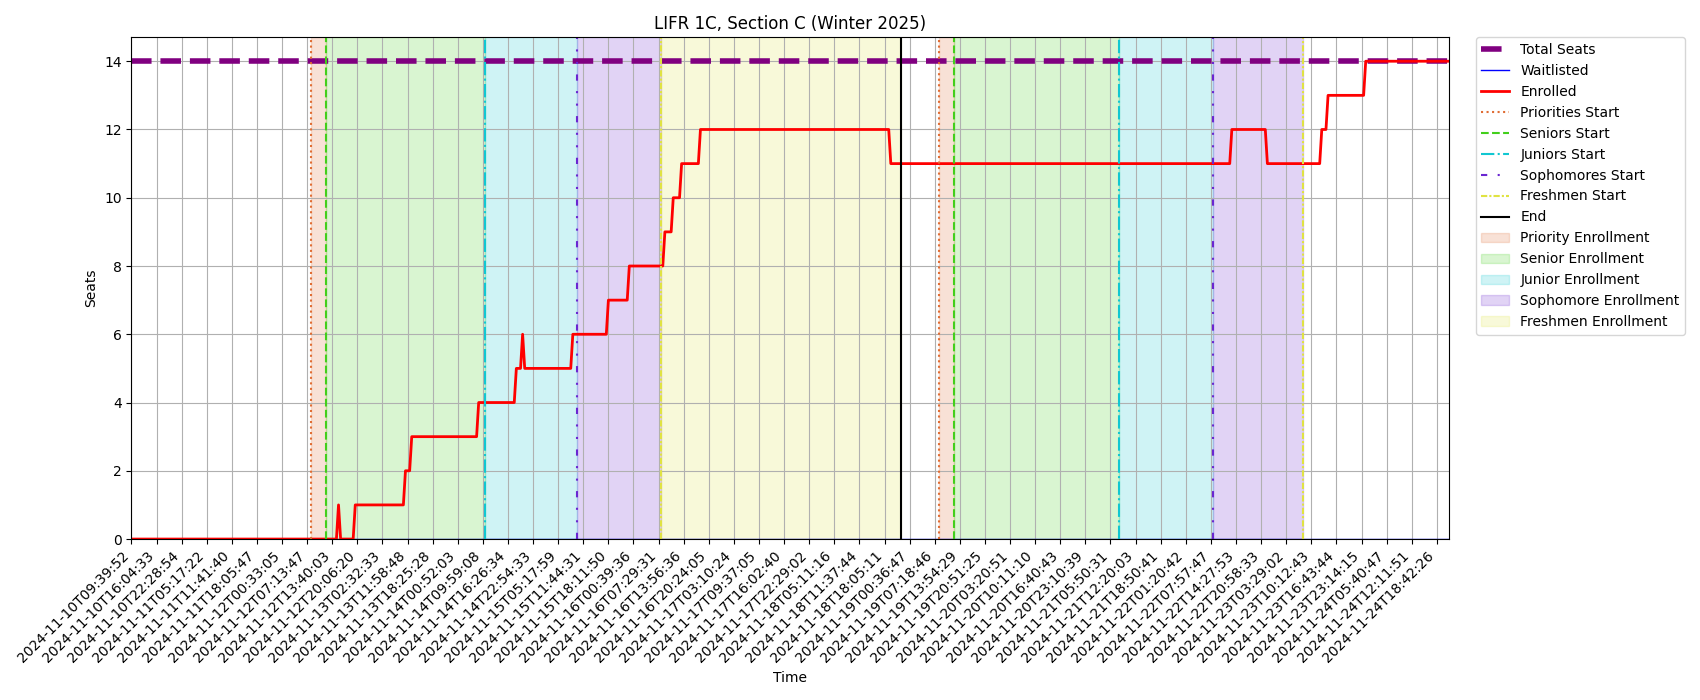 LIFR 1C, Section C (Winter 2025)
Seats
14
12
10
8
6
4
2
0
2024-11-10T09:39:52
2024-11-10T16:04:33
2024-11-10T22:28:54
2024-11-11T05:17:22
2024-11-11T11:41:40
2024-11-11T18:05:47
2024-11-12T00:33:05
2024-11-12T07:13:47
2024-11-12T13:40:03
2024-11-12T20:06:20
2024-11-13T02:32:33
2024-11-13T11:58:48
2024-11-13T18:25:28
2024-11-14T00:52:03
2024-11-14T09:59:08
2024-11-14T16:26:34
2024-11-14T22:54:33
2024-11-15T05:17:59
2024-11-15T11:44:31
2024-11-15T18:11:50
2024-11-16T00:39:36
2024-11-16T07:29:31
2024-11-16T13:56:36
2024-11-16T20:24:05
2024-11-17T03:10:24
2024-11-17T09:37:05
2024-11-17T16:02:40
2024-11-17T22:29:02
2024-11-18T05:11:16
2024-11-18T11:37:44
2024-11-18T18:05:11
2024-11-19T00:36:47
2024-11-19T07:18:46
2024-11-19T13:54:29
2024-11-19T20:51:25
2024-11-20T03:20:51
2024-11-20T10:11:10
2024-11-20T16:40:43
2024-11-20T23:10:39
2024-11-21T05:50:31
2024-11-21T12:20:03
2024-11-21T18:50:41
2024-11-22T01:20:42
2024-11-22T07:57:47
2024-11-22T14:27:53
2024-11-22T20:58:33
2024-11-23T03:29:02
2024-11-23T10:12:43
2024-11-23T16:43:44
2024-11-23T23:14:15
2024-11-24T05:40:47
2024-11-24T12:11:51
2024-11-24T18:42:26
Time
Total Seats
Waitlisted
Enrolled
Priorities Start
Seniors Start
Juniors Start
Sophomores Start
Freshmen Start
End
Priority Enrollment
Senior Enrollment
Junior Enrollment
Sophomore Enrollment
Freshmen Enrollment